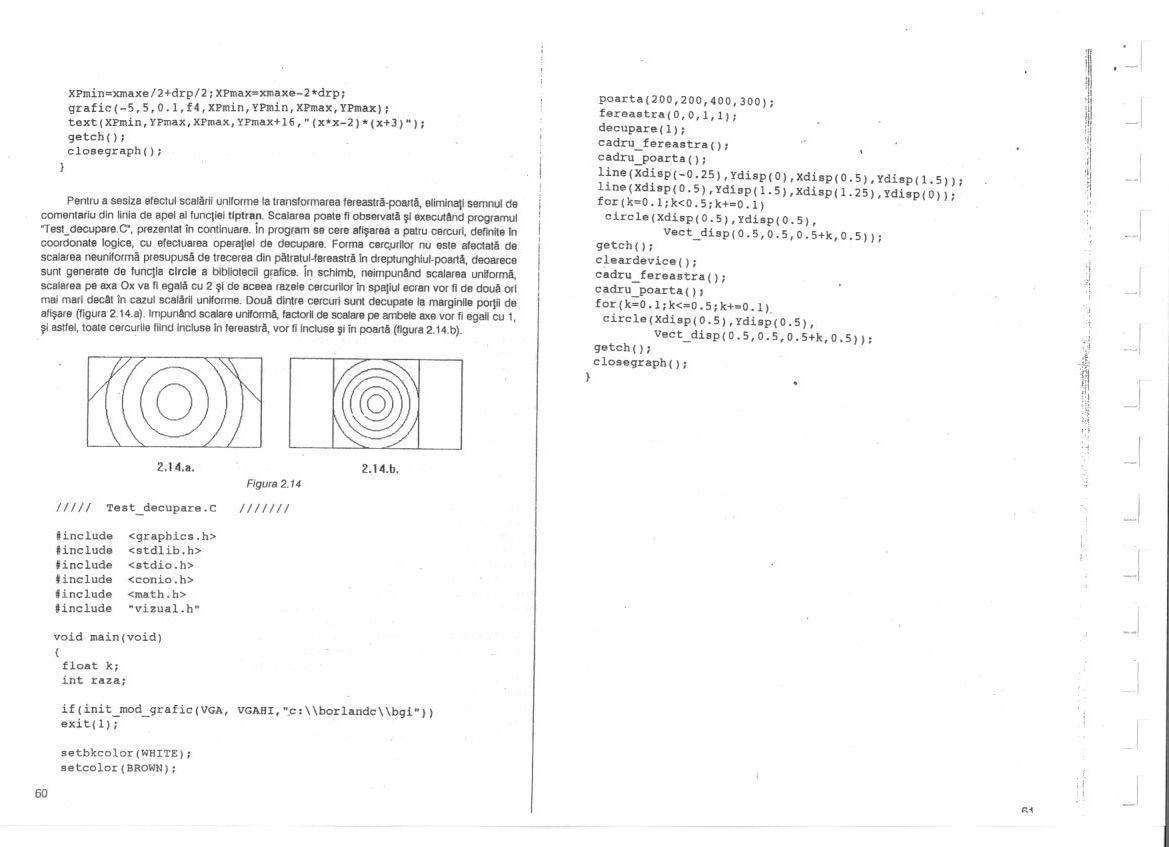 XPmin=xmaxe/2+drp/2;XPmax=xmaxe-2*drp;
grafic(-5,5,0.1,f4,XPmin,YPmin,XPmax,YPmax);
text(XPmin,YPmax,XPmax,YPmax+16,"(x*x-2)*(x+3)");
getch();
closegraph();
}
Pentru a sesiza efectul scalării uniforme la transformarea fereastră-poartă, eliminaţi semnul de
comentariu din linia de apel al funcţiei tiptran. Scalarea poate fi observată şi executând programul
"Test_decupare.C", prezentat în continuare. În program se cere afişarea a patru cercuri, definite în
coordonate logice, cu efectuarea operaţiei de decupare. Forma cercurilor nu este afectată de
scalarea neuniformă presupusă de trecerea din pătratul-fereastră în dreptunghiul-poartă, deoarece
sunt generate de funcţia circle a bibliotecii grafice. În schimb, neimpunând scalarea uniformă,
scalarea pe axa Ox va fi egală cu 2 şi de aceea razele cercurilor în spaţiul ecran vor fi de două ori
mai mari decât în cazul scalării uniforme. Două dintre cercuri sunt decupate la marginile porţii de
afişare (figura 2.14.a). Impunând scalare uniformă, factorii de scalare pe ambele axe vor fi egali cu 1,
şi astfel, toate cercurile fiind incluse în fereastră, vor fi incluse şi în poartă (figura 2.14.b).
2.14.a.
2.14.b.
Figura 2.14
///// Test_decupare.C ///////
#include <graphics.h>
#include <stdlib.h>
#include <stdio.h>
#include <conio.h>
#include <math.h>
#include "vizual.h"
void main(void)
{
float k;
int raza;
if(init_mod_grafic(VGA, VGAHI,"c:\\borlandc\\bgi"))
exit(1);
setbkcolor(WHITE);
setcolor(BROWN);
60
poarta(200,200,400,300);
fereastra(0,0,1,1);
decupare(1);
cadru_fereastra();
cadru_poarta();
line(Xdisp(-0.25),Ydisp(0),Xdisp(0.5),Ydisp(1.5));
line(Xdisp(0.5),Ydisp(1.5),Xdisp(1.25),Ydisp(0));
for(k=0.1;k<0.5;k+=0.1)
circle(Xdisp(0.5),Ydisp(0.5),
Vect_disp(0.5,0.5,0.5+k,0.5));
getch();
cleardevice();
cadru_fereastra();
cadru_poarta();
for(k=0.1;k<=0.5;k+=0.1)
circle(Xdisp(0.5),Ydisp(0.5),
Vect_disp(0.5,0.5,0.5+k,0.5));
getch();
closegraph();
}
61